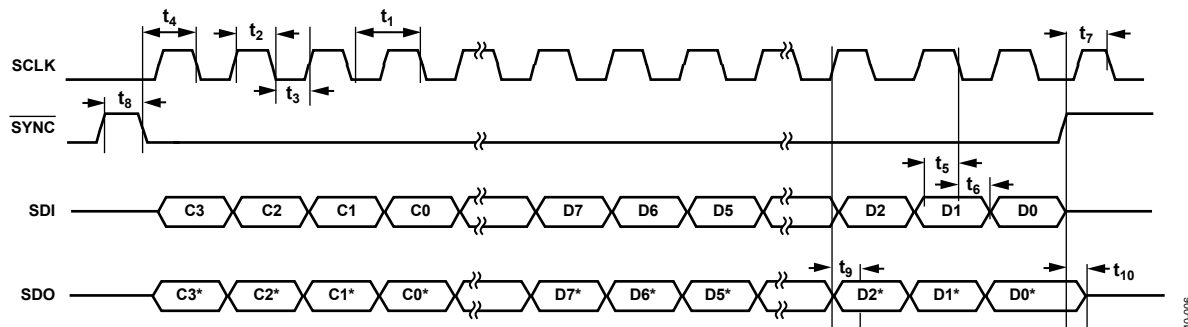 t4 t2 t1 t7
SCLK
t8 t3
SYNC
t5 t6
SDI C3 C2 C1 C0 D7 D6 D5 D2 D1 D0
t9 t10
SDO C3* C2* C1* C0* D7* D6* D5* D2* D1* D0*